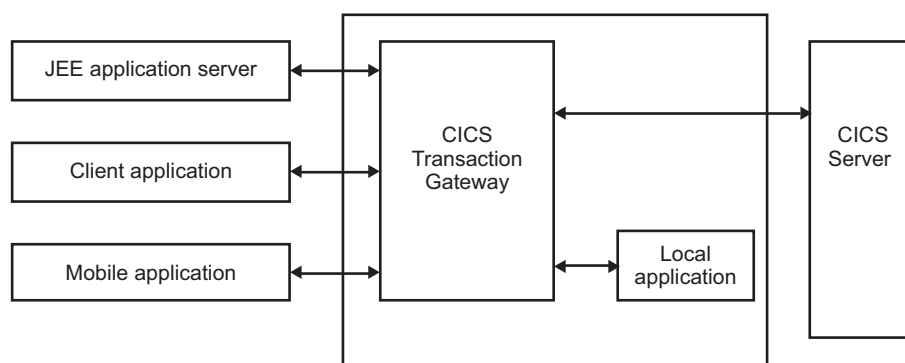 JEE application server
Client application
Mobile application
CICS
Transaction
Gateway
Local
application
CICS
Server